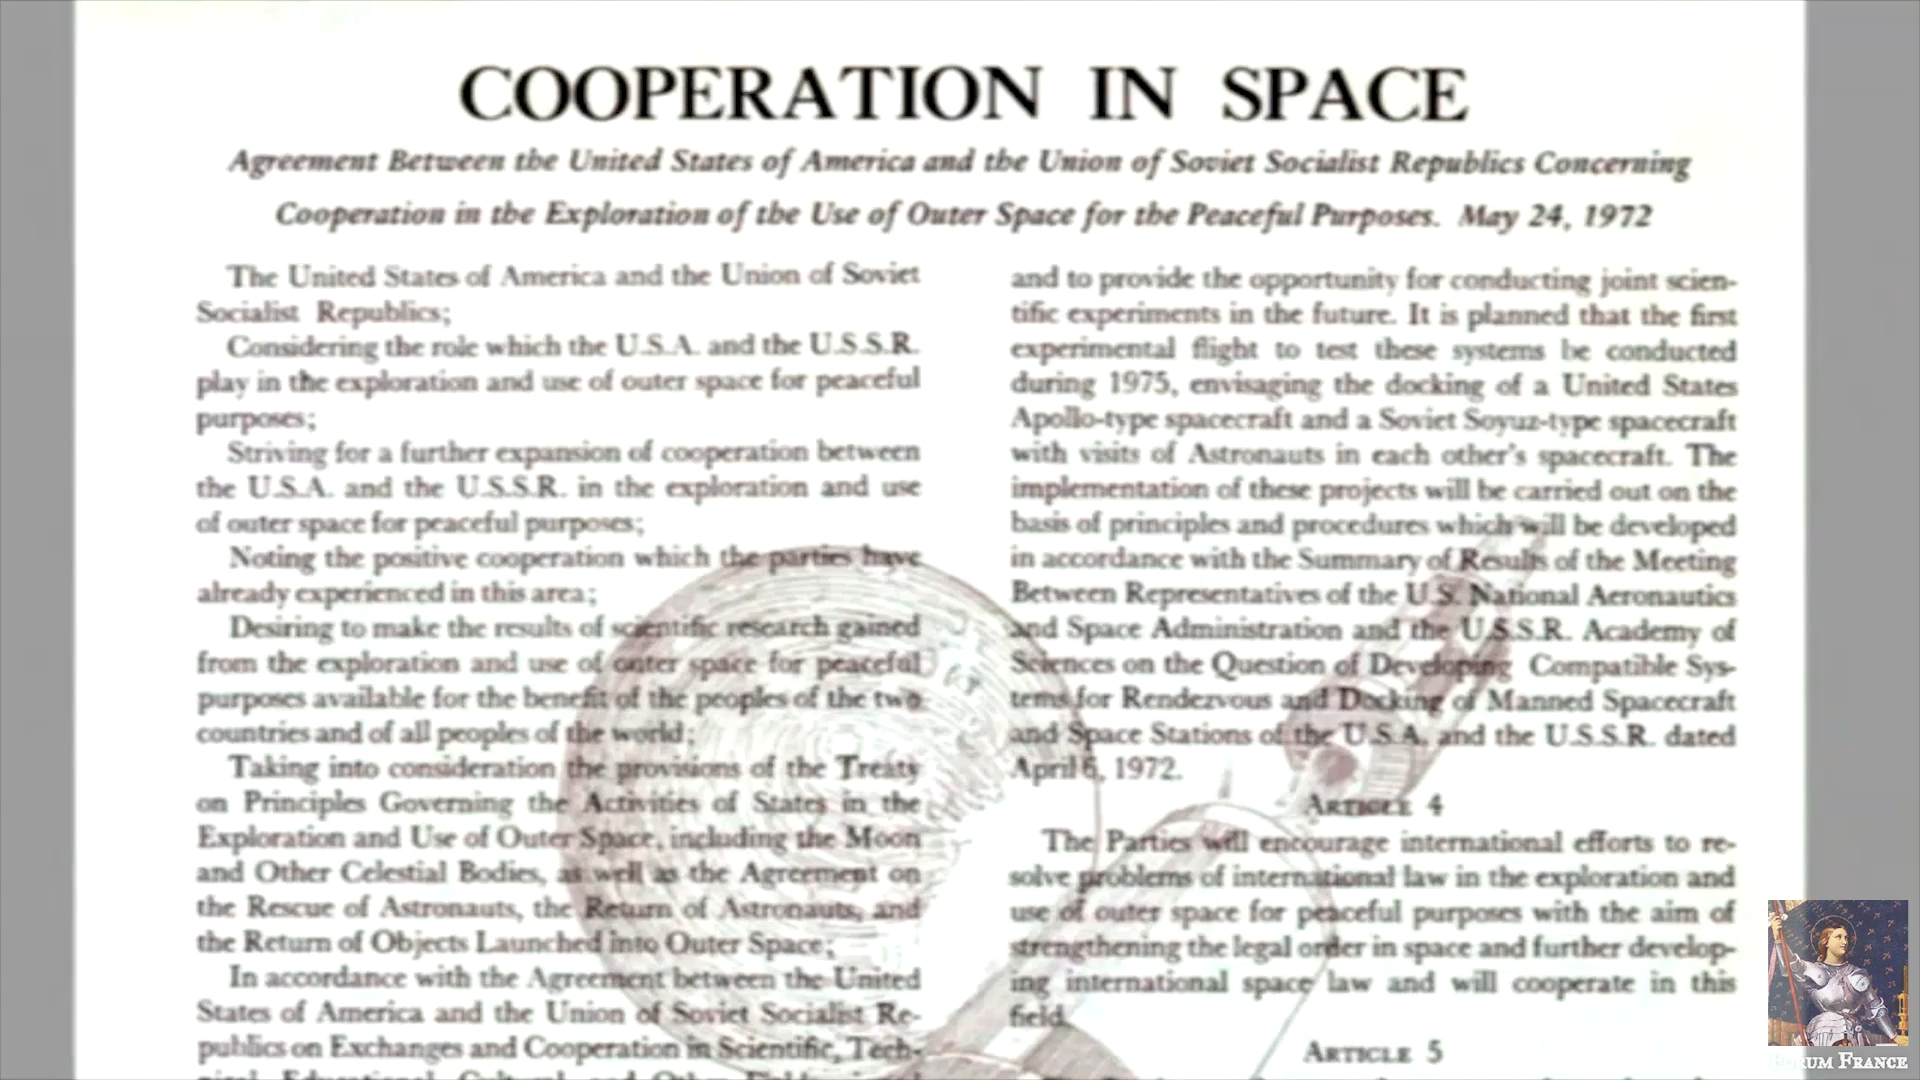 COOPERATION IN SPACE
Agreement Between the United States of America and the Union of Soviet Socialist Republics Concerning
Cooperation in the Exploration of the Use of Outer Space for the Peaceful Purposes. May 24, 1972
The United States of America and the Union of Soviet
Socialist Republics;
Considering the role which the U.S.A. and the U.S.S.R.
play in the exploration and use of outer space for peaceful
purposes;
Striving for a further expansion of cooperation between
the U.S.A. and the U.S.S.R. in the exploration and use
of outer space for peaceful purposes;
Noting the positive cooperation which the parties have
already experienced in this area;
Desiring to make the results of scientific research gained
from the exploration and use of outer space for peaceful
purposes available for the benefit of the peoples of the two
countries and of all peoples of the world;
Taking into consideration the provisions of the Treaty
on Principles Governing the Activities of States in the
Exploration and Use of Outer Space, including the Moon
and Other Celestial Bodies, as well as the Agreement on
the Rescue of Astronauts, the Return of Astronauts, and
the Return of Objects Launched into Outer Space;
In accordance with the Agreement between the United
States of America and the Union of Soviet Socialist Re-
publics on Exchanges and Cooperation in Scientific, Tech-
and to provide the opportunity for conducting joint scien-
tific experiments in the future. It is planned that the first
experimental flight to test these systems be conducted
during 1975, envisaging the docking of a United States
Apollo-type spacecraft and a Soviet Soyuz-type spacecraft
with visits of Astronauts in each other's spacecraft. The
implementation of these projects will be carried out on the
basis of principles and procedures which will be developed
in accordance with the Summary of Results of the Meeting
Between Representatives of the U.S. National Aeronautics
and Space Administration and the U.S.S.R. Academy of
Sciences on the Question of Developing Compatible Sys-
tems for Rendezvous and Docking of Manned Spacecraft
and Space Stations of the U.S.A. and the U.S.S.R. dated
April 6, 1972.
ARTICLE 4
The Parties will encourage international efforts to re-
solve problems of international law in the exploration and
use of outer space for peaceful purposes with the aim of
strengthening the legal order in space and further develop-
ing international space law and will cooperate in this
field.
ARTICLE 5
FORUM FRANCE